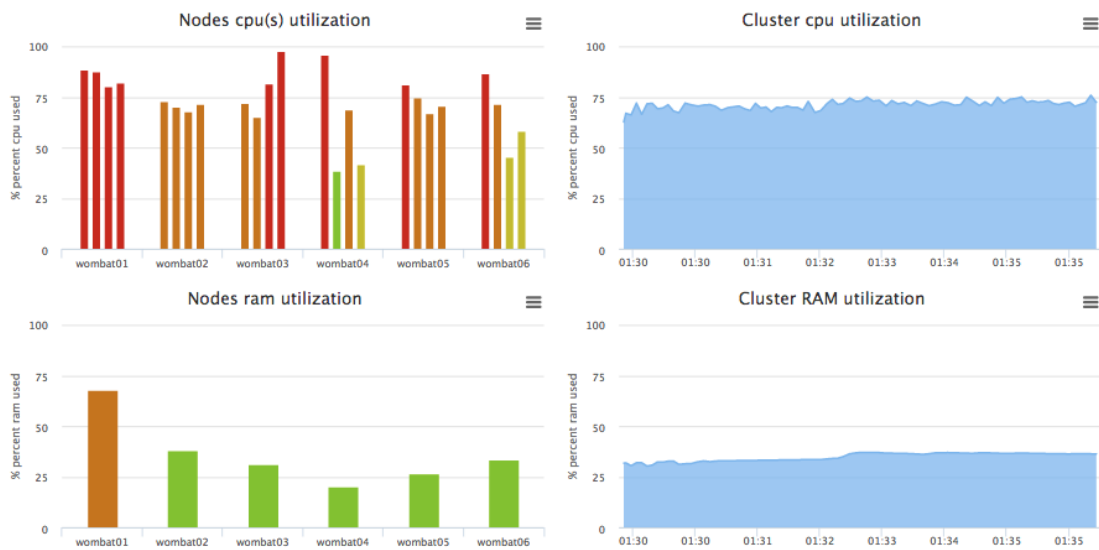 Nodes cpu(s) utilization
% percent cpu used
100
75
50
25
0
wombat01 wombat02 wombat03 wombat04 wombat05 wombat06
Cluster cpu utilization
% percent cpu used
100
75
50
25
0
01:30 01:30 01:31 01:32 01:33 01:34 01:35 01:35
Nodes ram utilization
% percent ram used
100
75
50
25
0
wombat01 wombat02 wombat03 wombat04 wombat05 wombat06
Cluster RAM utilization
% percent ram used
100
75
50
25
0
01:30 01:30 01:31 01:32 01:33 01:34 01:35 01:35